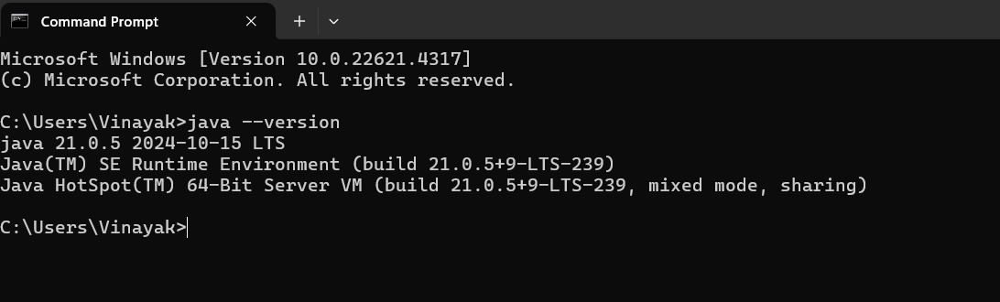 Command Prompt
Microsoft Windows [Version 10.0.22621.4317]
(c) Microsoft Corporation. All rights reserved.
C:\Users\Vinayak>java --version
java 21.0.5 2024-10-15 LTS
Java(TM) SE Runtime Environment (build 21.0.5+9-LTS-239)
Java HotSpot(TM) 64-Bit Server VM (build 21.0.5+9-LTS-239, mixed mode, sharing)
C:\Users\Vinayak>